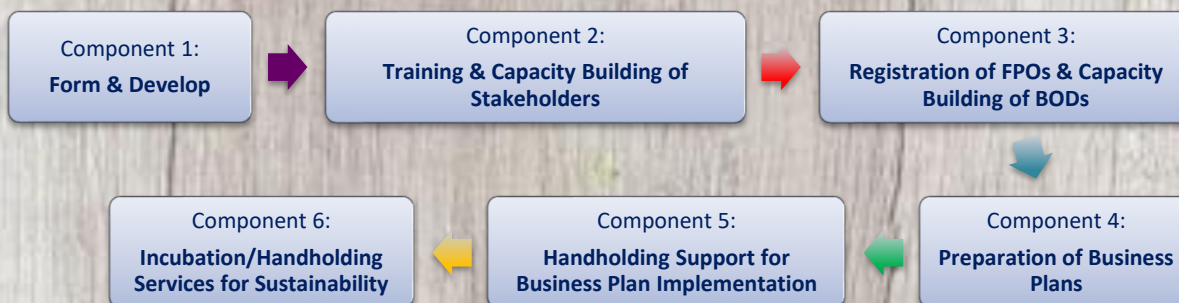 Component 1:
Form & Develop
Component 2:
Training & Capacity Building of
Stakeholders
Component 3:
Registration of FPOs & Capacity
Building of BODs
Component 4:
Preparation of Business
Plans
Component 5:
Handholding Support for
Business Plan Implementation
Component 6:
Incubation/Handholding
Services for Sustainability